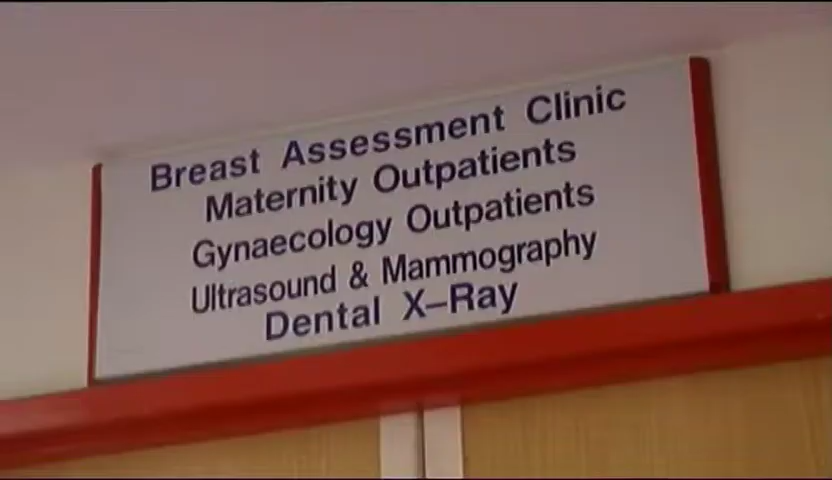 Breast Assessment Clinic
Maternity Outpatients
Gynaecology Outpatients
Ultrasound & Mammography
Dental X–Ray